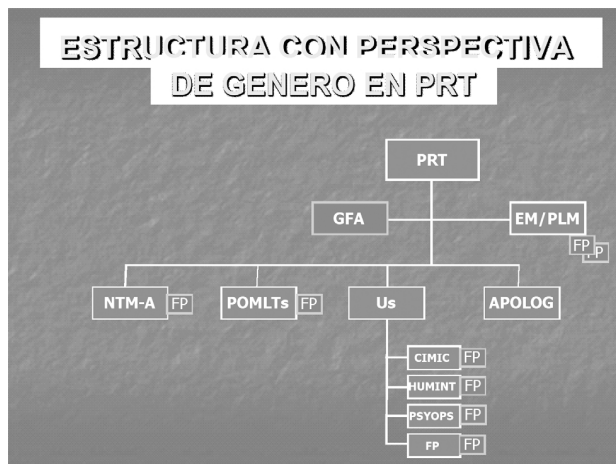 ESTRUCTURA CON PERSPECTIVA
DE GENERO EN PRT
PRT
GFA
EM/PLM
FP
FP
NTM-A
FP
POMLTs
FP
Us
APOLOG
CIMIC
FP
HUMINT
FP
PSYOPS
FP
FP
FP